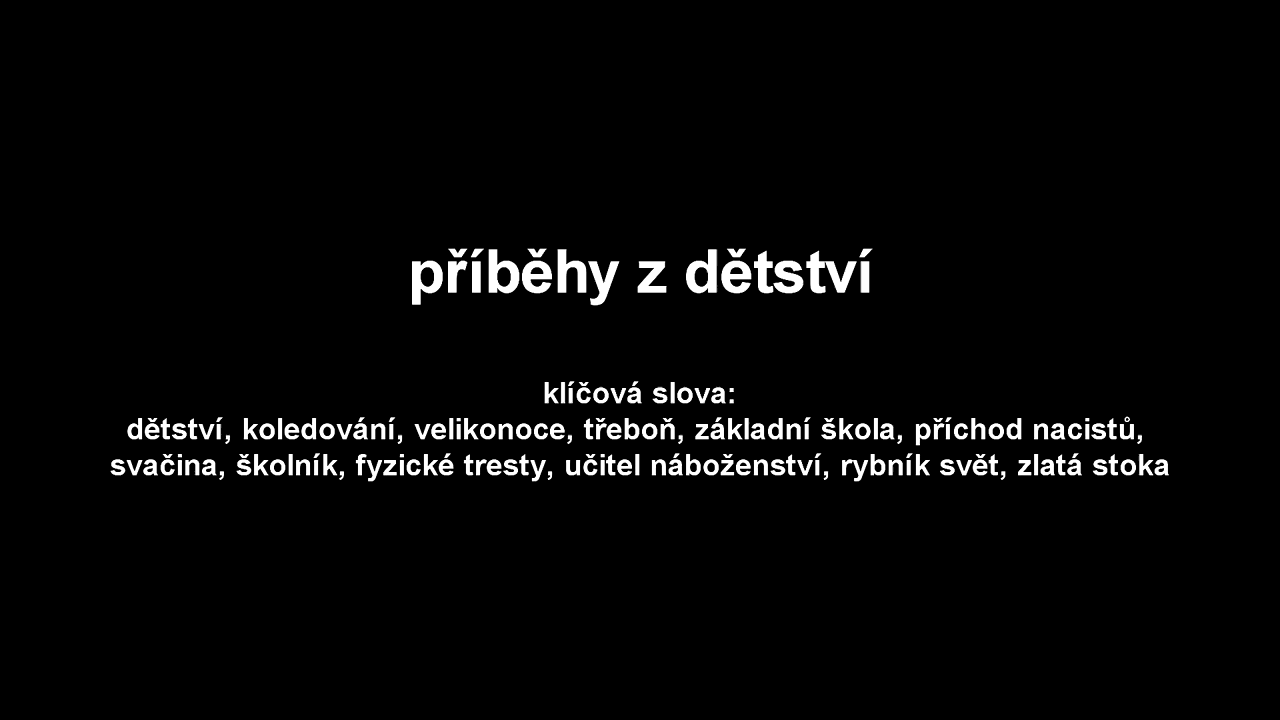 příběhy z dětství
klíčová slova:
dětství, koledování, velikonoce, třeboň, základní škola, příchod nacistů,
svačina, školník, fyzické tresty, učitel náboženství, rybník svět, zlatá stoka